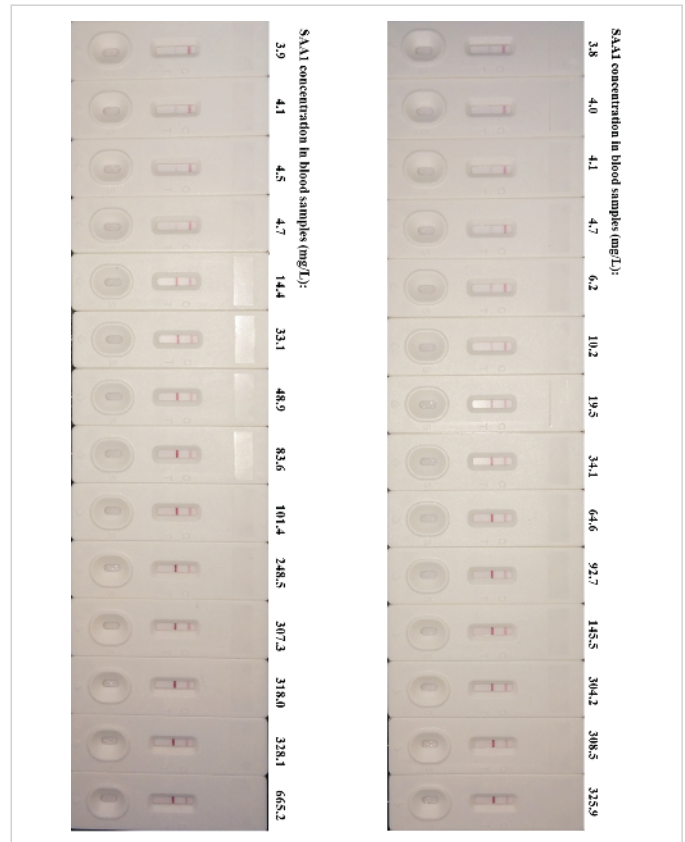 SAA1 concentration in blood samples (mg/L):
3.8 4.0 4.1 4.7 6.2 10.2 19.5 34.1 64.6 92.7 145.5 304.2 308.5 325.9
SAA1 concentration in blood samples (mg/L):
3.9 4.1 4.5 4.7 14.4 33.1 48.9 83.6 101.4 248.5 307.3 318.0 328.1 665.2